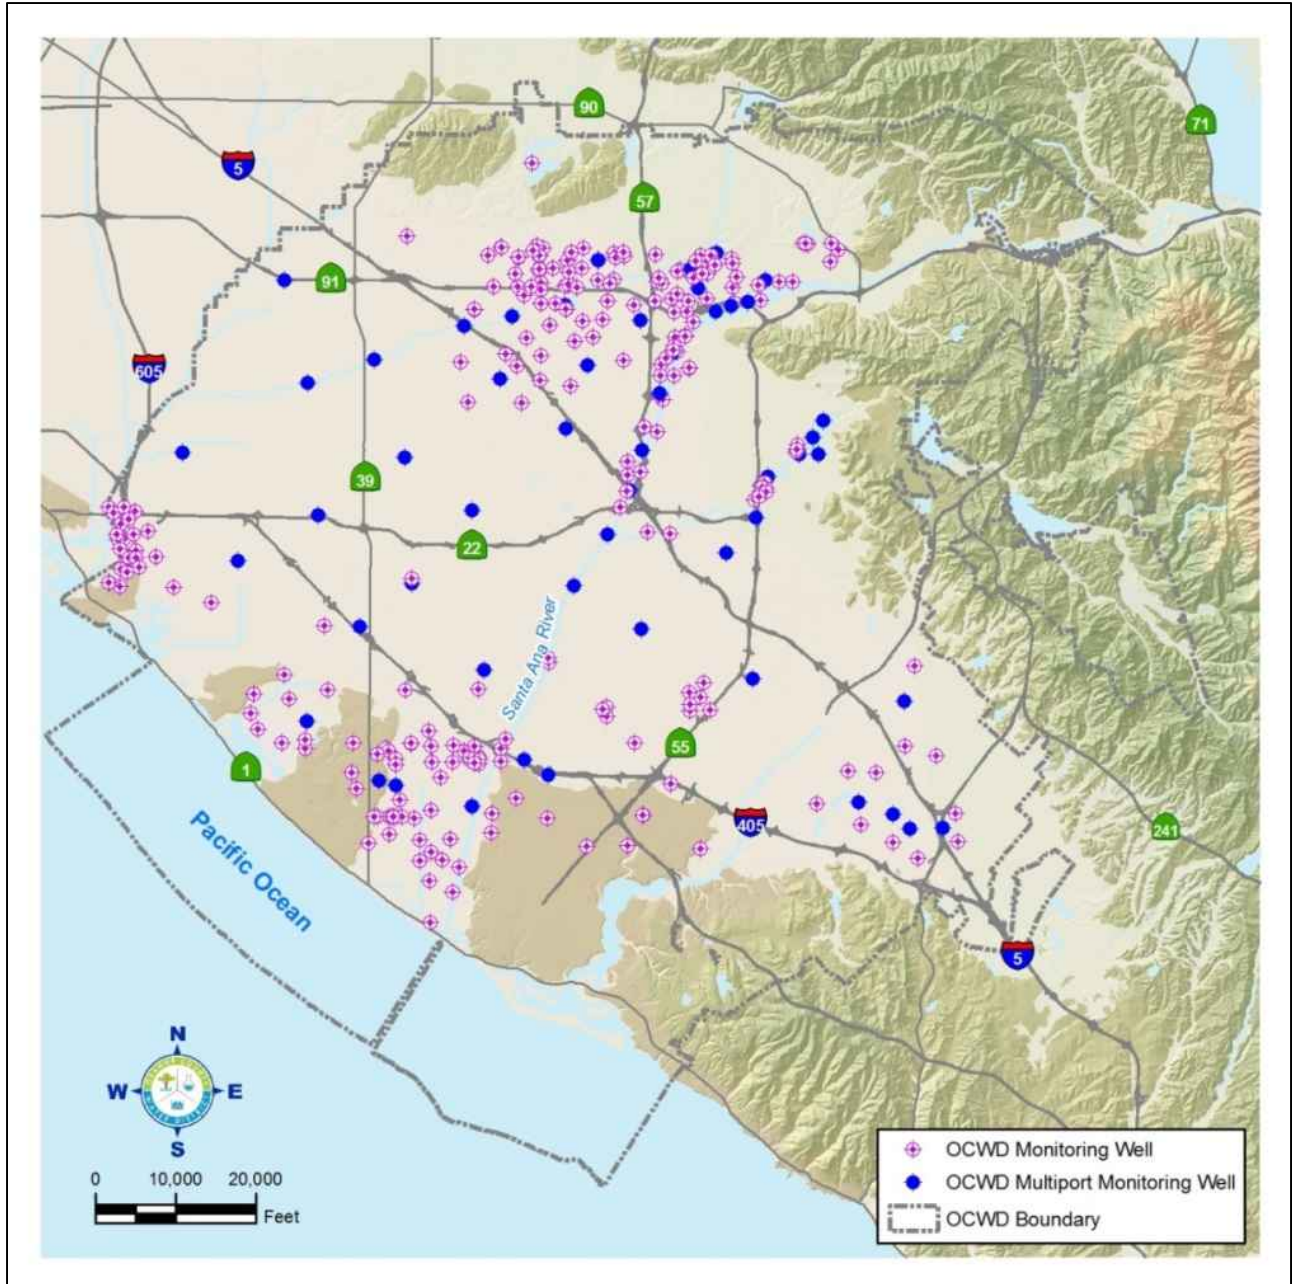 90
71
5
57
91
605
39
22
Santa Ana River
55
1
405
241
Pacific Ocean
5
N
W E
S
0 10,000 20,000
Feet
OCWD Monitoring Well
OCWD Multiport Monitoring Well
OCWD Boundary